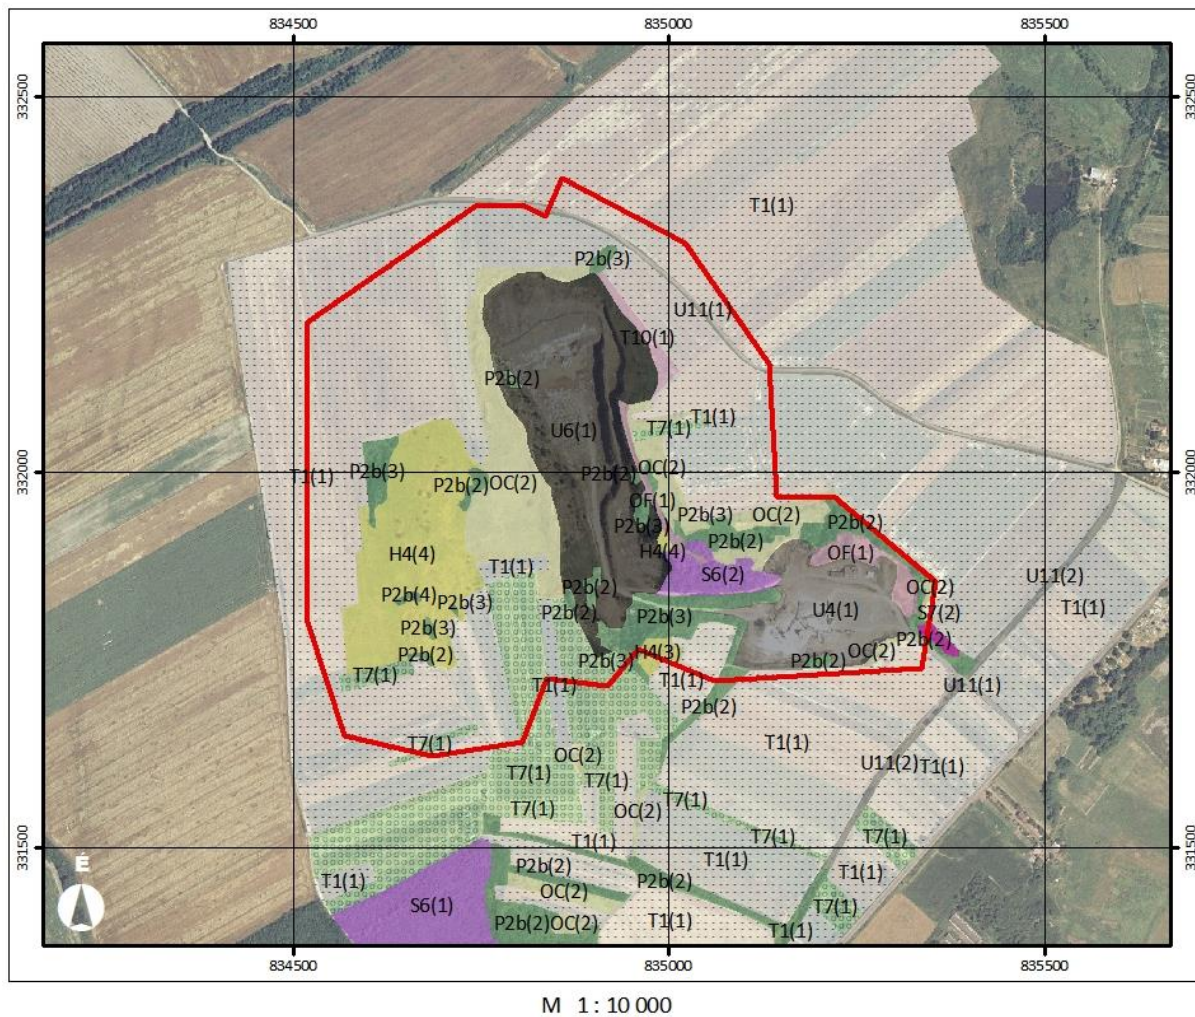 834500 835000 835500
332500 332500
T1(1)
P2b(3)
U11(1)
T10(1)
P2b(2)
T1(1)
T7(1)
U6(1)
332000 332000
T1(1) P2b(3) P2b(2) OC(2) P2b(2) OC(2)
OF(1) P2b(3) OC(2) P2b(2)
P2b(3) P2b(2)
H4(4) T1(1) H4(4) S6(2) OF(1)
U11(2)
P2b(4) P2b(3) P2b(2) OC(2)
P2b(2) P2b(3) U4(1) S7(2) T1(1)
P2b(3) P2b(2)
P2b(2) P2b(3) H4(3) P2b(2) OC(2)
T7(1) T1(1) T1(1) U11(1)
P2b(2)
T7(1) OC(2) T1(1)
T7(1) T7(1) U11(2) T1(1)
T7(1) OC(2) T7(1)
331500 331500
T1(1) T7(1) T7(1)
P2b(2) T1(1) T1(1)
É T1(1) OC(2) P2b(2)
S6(1) T7(1)
P2b(2) OC(2) T1(1) T1(1)
834500 835000 835500
M 1 : 10 000